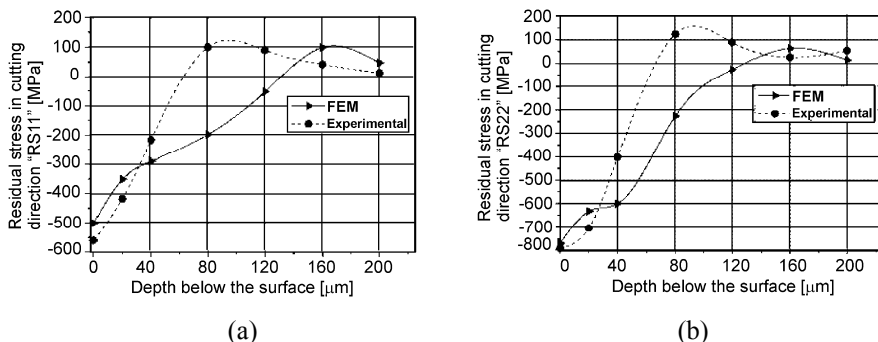 Residual stress in cutting
direction “RS11” [MPa]
200
100
0
-100
-200
-300
-400
-500
-600
FEM
Experimental
0 40 80 120 160 200
Depth below the surface [μm]
(a)
Residual stress in cutting
direction “RS22” [MPa]
200
100
0
-100
-200
-300
-400
-500
-600
-700
-800
FEM
Experimental
0 40 80 120 160 200
Depth below the surface [μm]
(b)